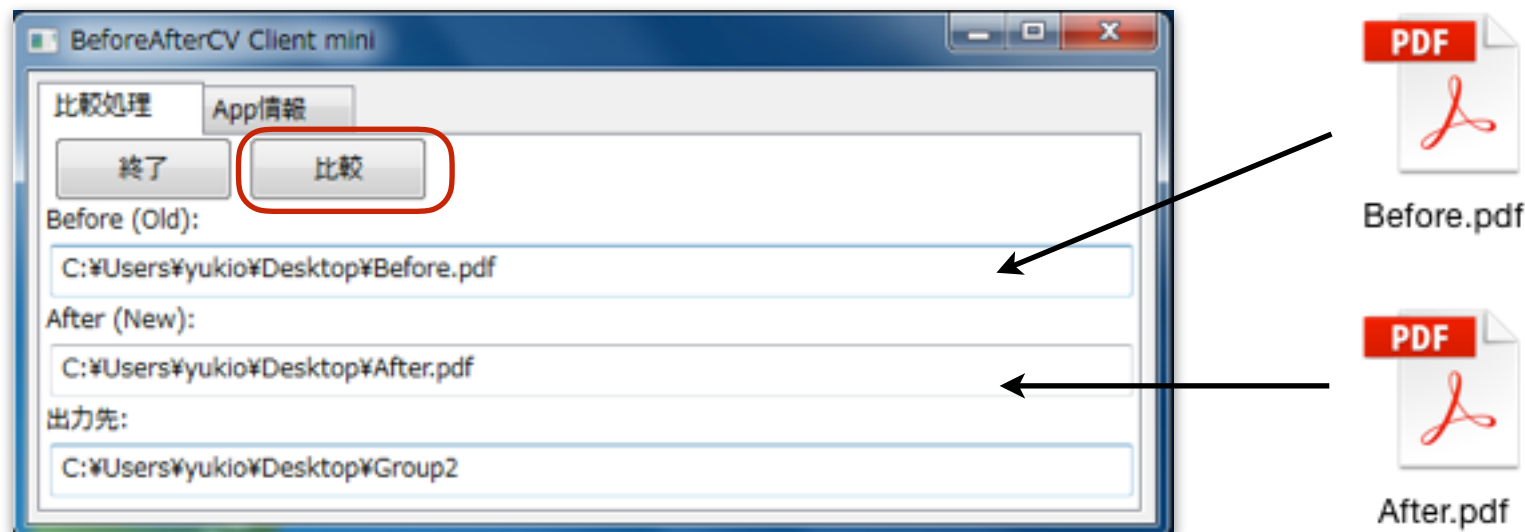 BeforeAfterCV Client mini
比較処理 App情報
終了 比較
Before (Old):
C:¥Users¥yukio¥Desktop¥Before.pdf
After (New):
C:¥Users¥yukio¥Desktop¥After.pdf
出力先:
C:¥Users¥yukio¥Desktop¥Group2
PDF
Before.pdf
PDF
After.pdf